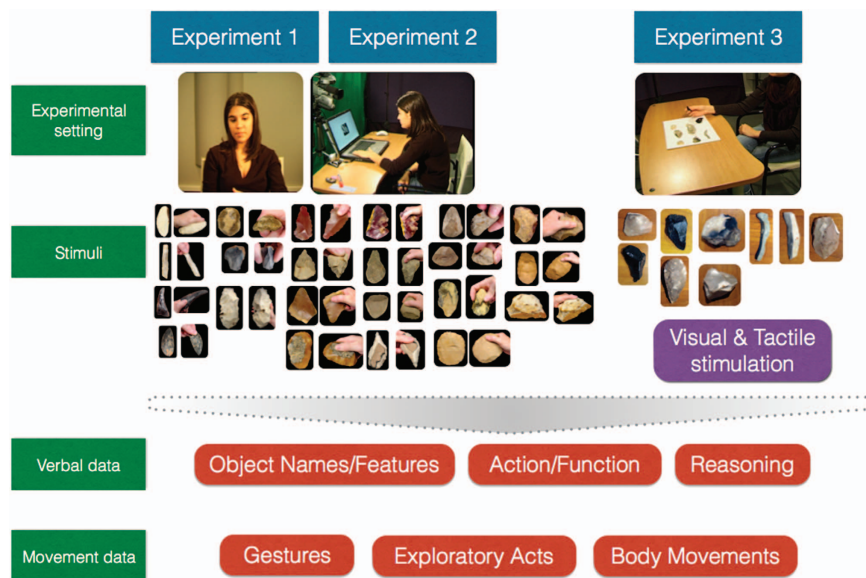 Experiment 1
Experiment 2
Experiment 3
Experimental
setting
Stimuli
Visual & Tactile
stimulation
Verbal data
Object Names/Features
Action/Function
Reasoning
Movement data
Gestures
Exploratory Acts
Body Movements